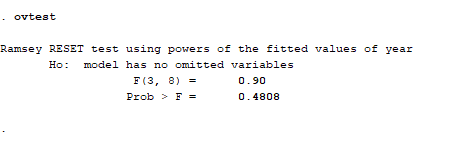 . ovtest
Ramsey RESET test using powers of the fitted values of year
Ho: model has no omitted variables
F(3, 8) = 0.90
Prob > F = 0.4808
.